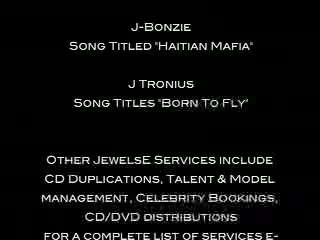 J-Bonzie
Song Titled "Haitian Mafia"
J Tronius
Song Titles "Born To Fly"
Other JewelsE Services include
CD Duplications, Talent & Model
management, Celebrity Bookings,
CD/DVD distributions
for a complete list of services e-